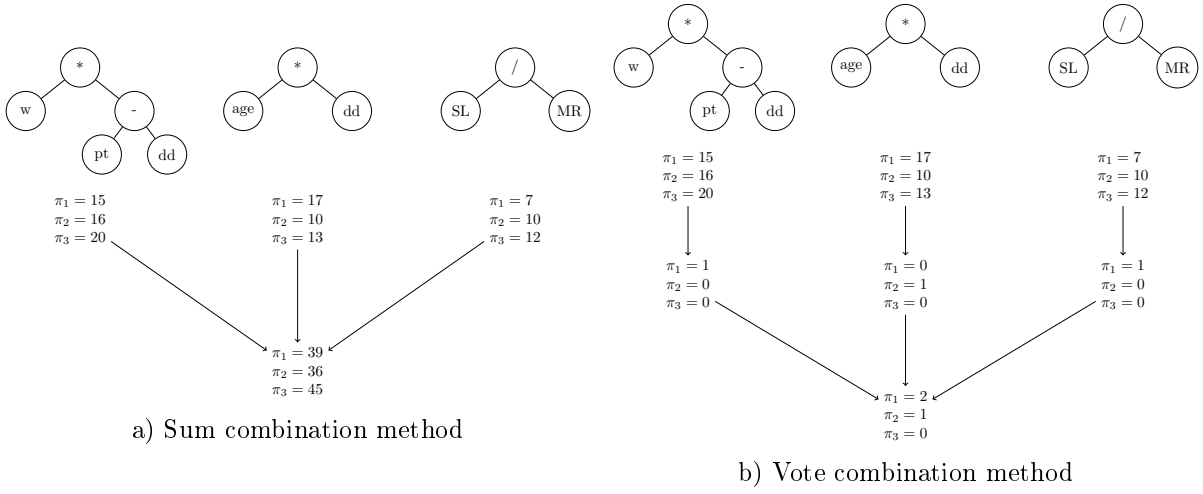 *
w
-
pt
dd
π₁ = 15
π₂ = 16
π₃ = 20
*
age
dd
π₁ = 17
π₂ = 10
π₃ = 13
/
SL
MR
π₁ = 7
π₂ = 10
π₃ = 12
π₁ = 39
π₂ = 36
π₃ = 45
a) Sum combination method
*
w
-
pt
dd
π₁ = 15
π₂ = 16
π₃ = 20
π₁ = 1
π₂ = 0
π₃ = 0
*
age
dd
π₁ = 17
π₂ = 10
π₃ = 13
π₁ = 0
π₂ = 1
π₃ = 0
/
SL
MR
π₁ = 7
π₂ = 10
π₃ = 12
π₁ = 1
π₂ = 0
π₃ = 0
π₁ = 2
π₂ = 1
π₃ = 0
b) Vote combination method